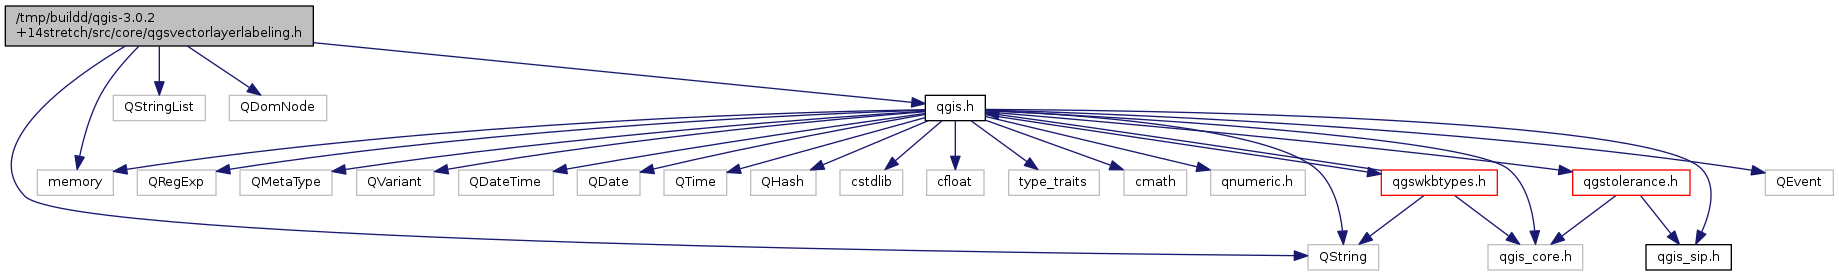 /tmp/buildd/qgis-3.0.2
+14stretch/src/core/qgsvectorlayerlabeling.h
QStringList
QDomNode
qgis.h
memory
QRegExp
QMetaType
QVariant
QDateTime
QDate
QTime
QHash
cstdlib
cfloat
type_traits
cmath
qnumeric.h
qgswkbtypes.h
qgstolerance.h
QEvent
QString
qgis_core.h
qgis_sip.h